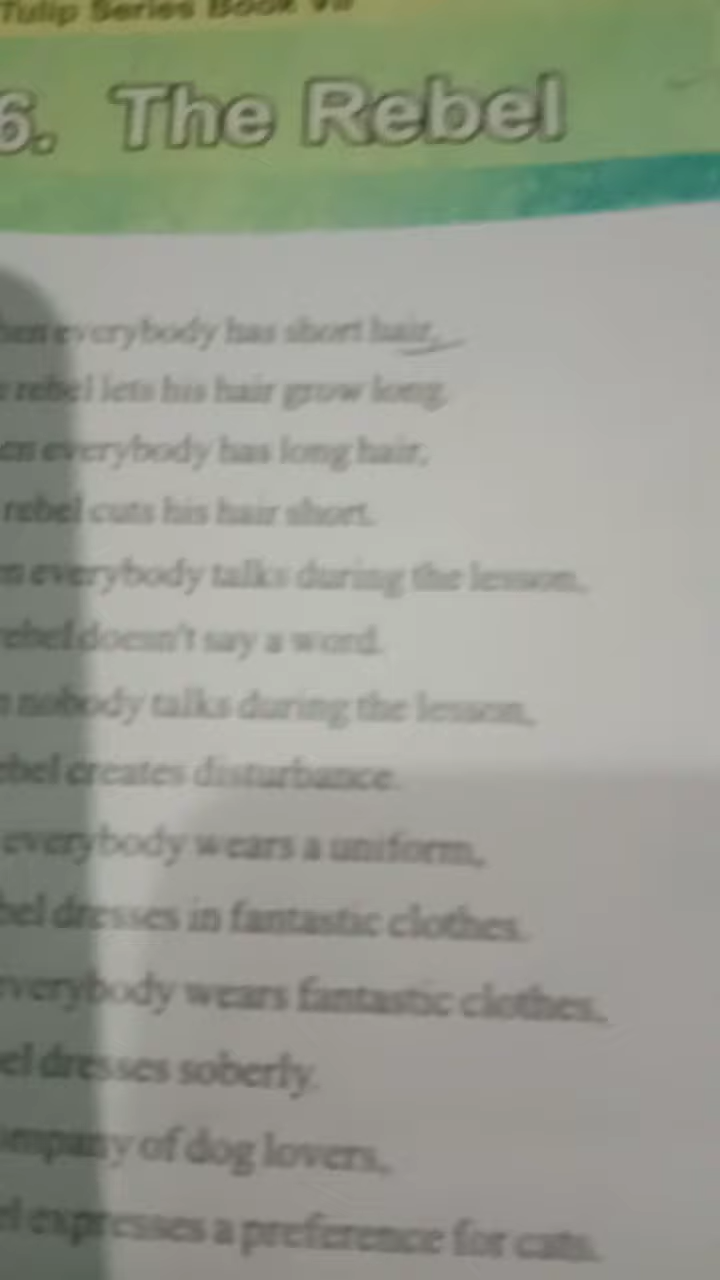 Tulip Series Book VII
6. The Rebel
everybody has short hair,
rebel lets his hair grow long.
everybody has long hair,
rebel cuts his hair short.
everybody talks during the lesson,
rebel doesn't say a word.
nobody talks during the lesson,
creates disturbance.
everybody wears a uniform,
dresses in fantastic clothes.
everybody wears fantastic clothes,
dresses soberly.
of dog lovers,
expresses a preference for cats.